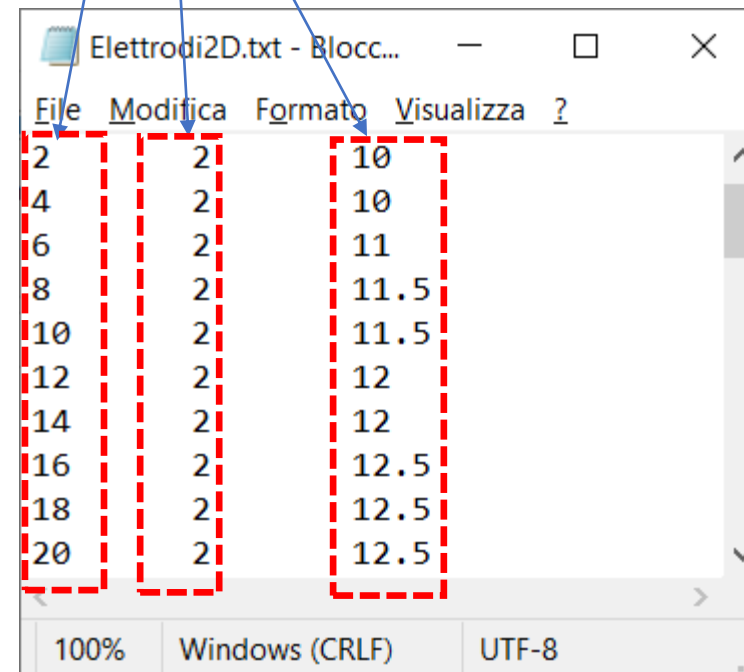 Elettrodi2D.txt - Blocc...
File Modifica Formato Visualizza ?
2 2 10
4 2 10
6 2 11
8 2 11.5
10 2 11.5
12 2 12
14 2 12
16 2 12.5
18 2 12.5
20 2 12.5
100% Windows (CRLF) UTF-8